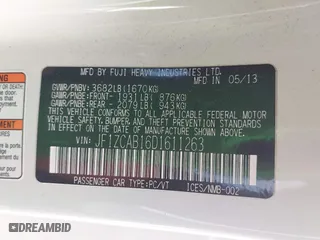 MFD BY FUJI HEAVY INDUSTRIES LTD.
05/13
GVWR/PNBV: 3682LB(1670KG)
GAWR/PNBE:FRONT- 1931LB( 876KG)
GAWR/PNBE:REAR - 2079LB( 943KG)
THIS VEHICLE CONFORMS TO ALL APPLICABLE
FEDERAL MOTOR VEHICLE SAFETY, BUMPER,
AND THEFT PREVENTION STANDARDS IN EFFECT ON
THE DATE OF MANUFACTURE SHOWN ABOVE.
VIN: JF1ZCAB16D1611263
PASSENGER CAR TYPE:PC/VT ICES/NMB-002
DREAMBID